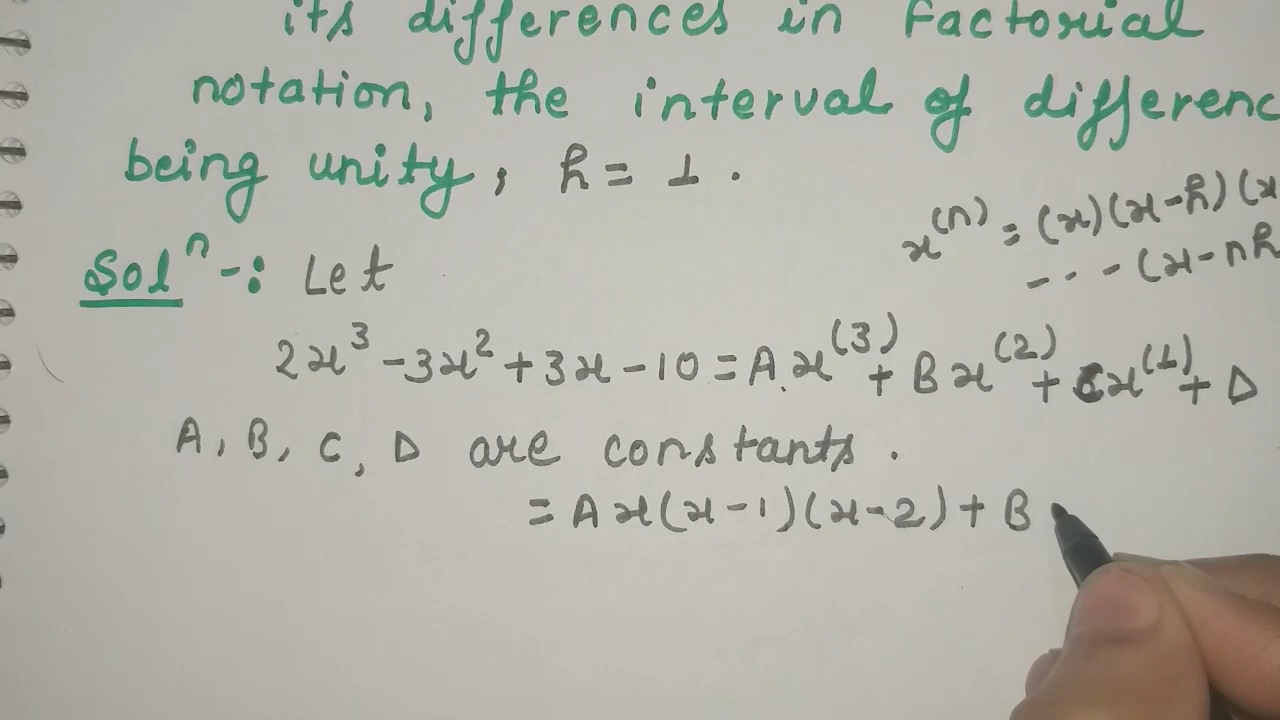 its differences in Factorial
notation, the interval of differenc
being unity, h = 1.
x^(n) = (x)(x-h)(x
--- (x-nh
Sol^n -: Let
2x^3 - 3x^2 + 3x - 10 = A.x^(3) + Bx^(2) + Cx^(1) + D
A, B, C, D are constants.
= Ax(x-1)(x-2) + B